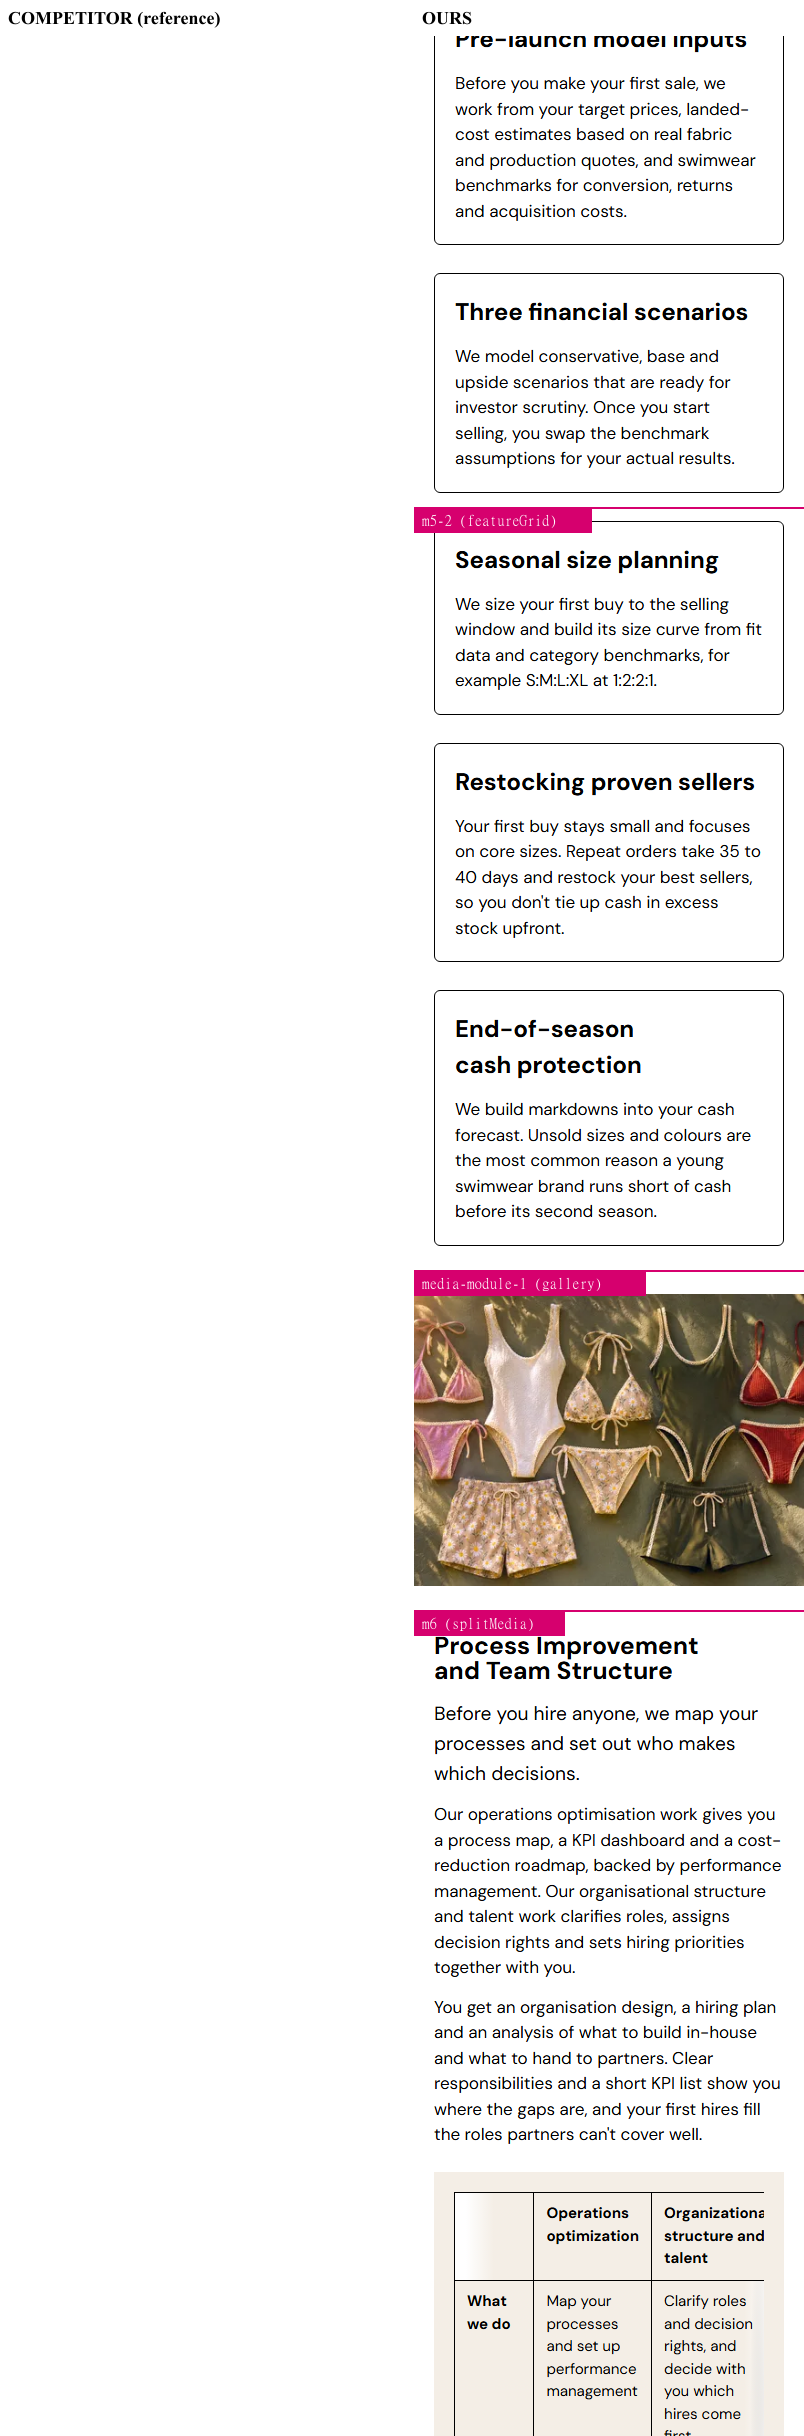 COMPETITOR (reference)
OURS
Pre-launch model inputs
Before you make your first sale, we
work from your target prices, landed-
cost estimates based on real fabric
and production quotes, and swimwear
benchmarks for conversion, returns
and acquisition costs.
Three financial scenarios
We model conservative, base and
upside scenarios that are ready for
investor scrutiny. Once you start
selling, you swap the benchmark
assumptions for your actual results.
m5-2 (featureGrid)
Seasonal size planning
We size your first buy to the selling
window and build its size curve from fit
data and category benchmarks, for
example S:M:L:XL at 1:2:2:1.
Restocking proven sellers
Your first buy stays small and focuses
on core sizes. Repeat orders take 35 to
40 days and restock your best sellers,
so you don't tie up cash in excess
stock upfront.
End-of-season
cash protection
We build markdowns into your cash
forecast. Unsold sizes and colours are
the most common reason a young
swimwear brand runs short of cash
before its second season.
media-module-1 (gallery)
m6 (splitMedia)
Process Improvement
and Team Structure
Before you hire anyone, we map your
processes and set out who makes
which decisions.
Our operations optimisation work gives you
a process map, a KPI dashboard and a cost-
reduction roadmap, backed by performance
management. Our organisational structure
and talent work clarifies roles, assigns
decision rights and sets hiring priorities
together with you.
You get an organisation design, a hiring plan
and an analysis of what to build in-house
and what to hand to partners. Clear
responsibilities and a short KPI list show you
where the gaps are, and your first hires fill
the roles partners can't cover well.
Operations
optimization
Organizationa
structure and
talent
What
we do
Map your
processes
and set up
performance
management
Clarify roles
and decision
rights, and
decide with
you which
hires come
first